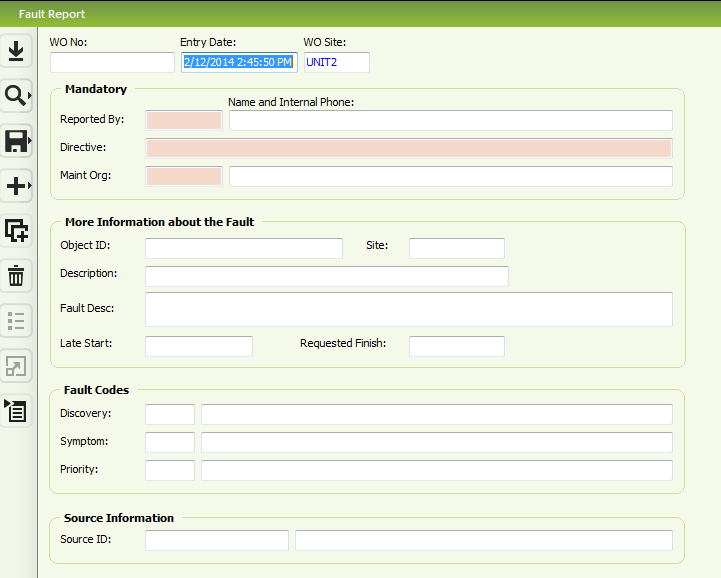 Fault Report
WO No: Entry Date: WO Site:
2/12/2014 2:45:50 PM UNIT2
Mandatory
Name and Internal Phone:
Reported By:
Directive:
Maint Org:
More Information about the Fault
Object ID: Site:
Description:
Fault Desc:
Late Start: Requested Finish:
Fault Codes
Discovery:
Symptom:
Priority:
Source Information
Source ID: